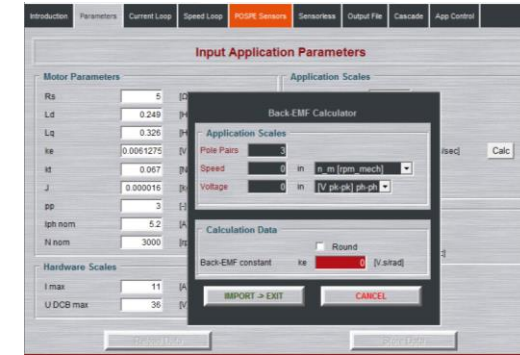 Introduction Parameters Current Loop Speed Loop POSPE Sensors Sensorless Output File Cascade App Control
Input Application Parameters
Motor Parameters
Application Scales
Rs 5
Ld 0.249
Lq 0.326
ke 0.0061275
kt 0.067
J 0.000016
pp 3 [-]
Iph nom 5.2 [A]
N nom 3000
Calc
Hardware Scales
I max 11 [A]
U DCB max 36
Back-EMF Calculator
Application Scales
Pole Pairs 3
Speed 0 in n_m [rpm_mech]
Voltage 0 in [V pk-pk] ph-ph
Calculation Data
Round
Back-EMF constant ke 0 [V.s/rad]
IMPORT -> EXIT CANCEL